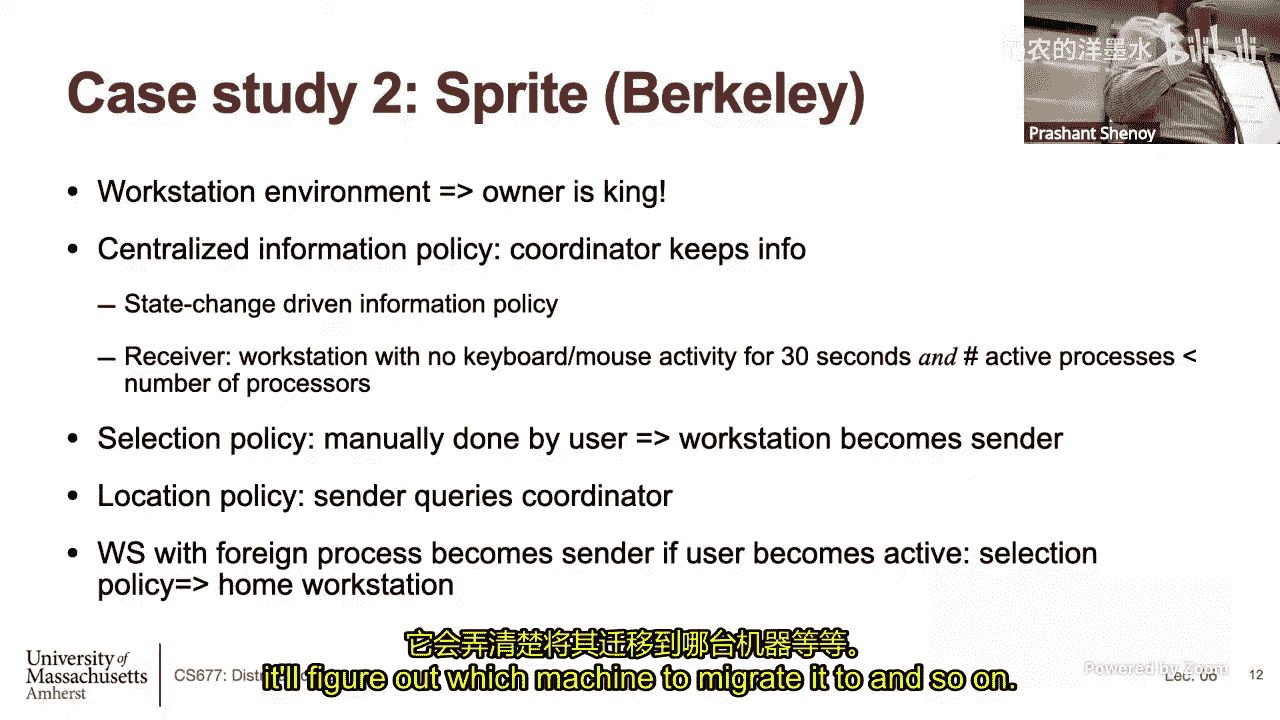 农的洋墨水 bilibili
Prashant Shenoy
Case study 2: Sprite (Berkeley)
• Workstation environment => owner is king!
• Centralized information policy: coordinator keeps info
– State-change driven information policy
– Receiver: workstation with no keyboard/mouse activity for 30 seconds and # active processes <
number of processors
• Selection policy: manually done by user => workstation becomes sender
• Location policy: sender queries coordinator
• WS with foreign process becomes sender if user becomes active: selection
policy=> home workstation
它会弄清楚将其迁移到哪台机器等等。
it'll figure out which machine to migrate it to and so on.
University of
Massachusetts
Amherst
CS677:
Powered by Zoom
Lec. 06
12